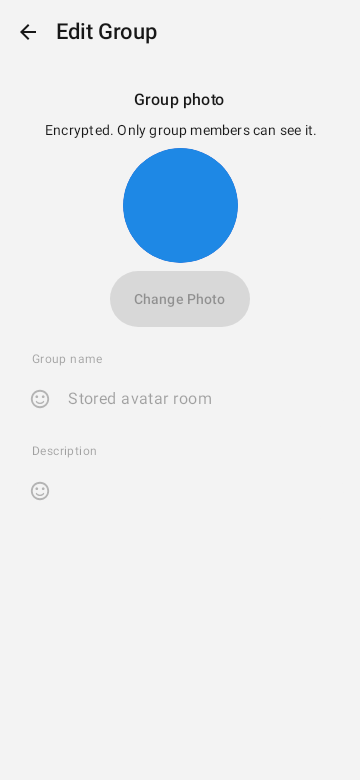 Edit Group
Group photo
Encrypted. Only group members can see it.
Change Photo
Group name
Stored avatar room
Description